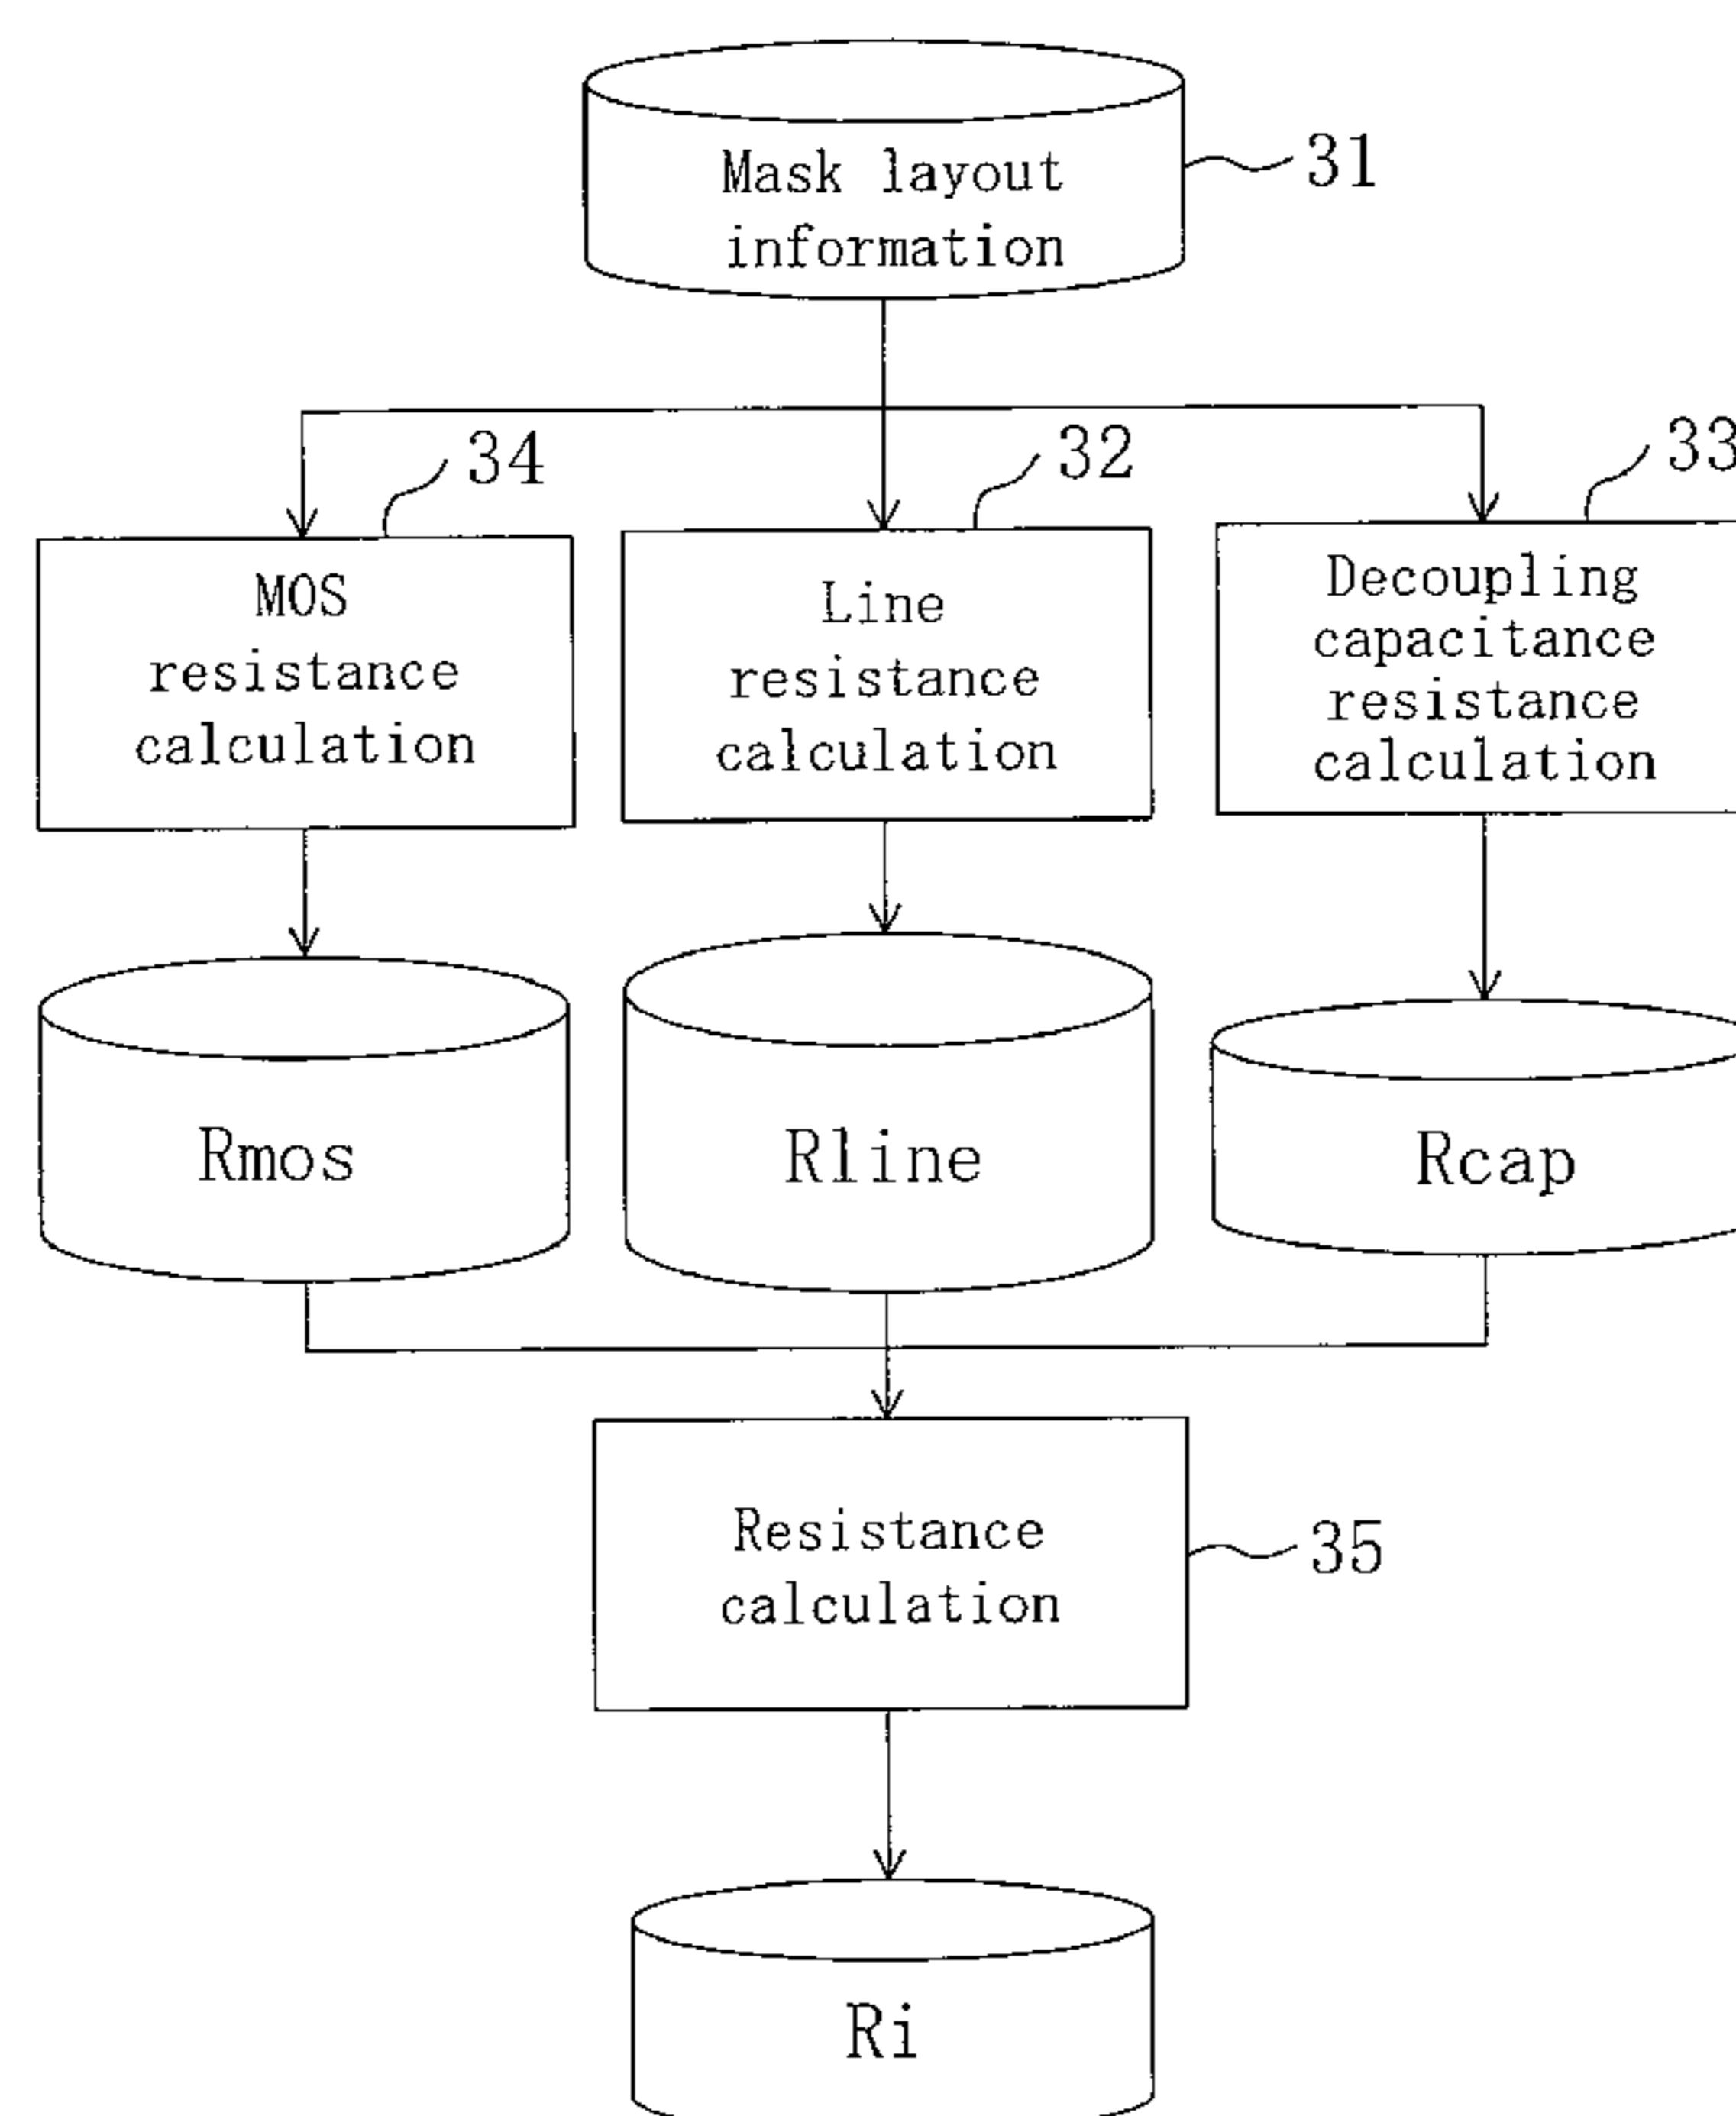 Mask layout
information
31
34
32
33
MOS
resistance
calculation
Line
resistance
calculation
Decoupling
capacitance
resistance
calculation
Rmos
Rline
Rcap
Resistance
calculation
35
Ri